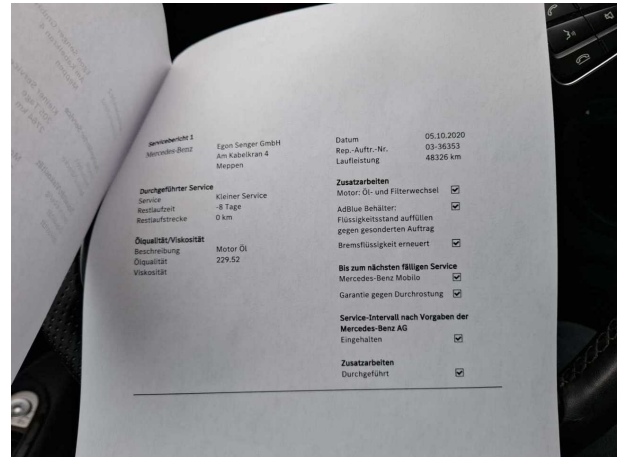 Servicebericht 1
Mercedes-Benz
Egon Senger GmbH
Am Kabelkran 4
Meppen
Datum 05.10.2020
Rep.-Auftr.-Nr. 03-36353
Laufleistung 48326 km
Durchgeführter Service
Service Kleiner Service
Restlaufzeit -8 Tage
Restlaufstrecke 0 km
Ölqualität/Viskosität
Beschreibung Motor Öl
Ölqualität 229.52
Viskosität
Zusatzarbeiten
Motor: Öl- und Filterwechsel
AdBlue Behälter:
Flüssigkeitsstand auffüllen
gegen gesonderten Auftrag
Bremsflüssigkeit erneuert
Bis zum nächsten fälligen Service
Mercedes-Benz Mobilo
Garantie gegen Durchrostung
Service-Intervall nach Vorgaben der
Mercedes-Benz AG
Eingehalten
Zusatzarbeiten
Durchgeführt